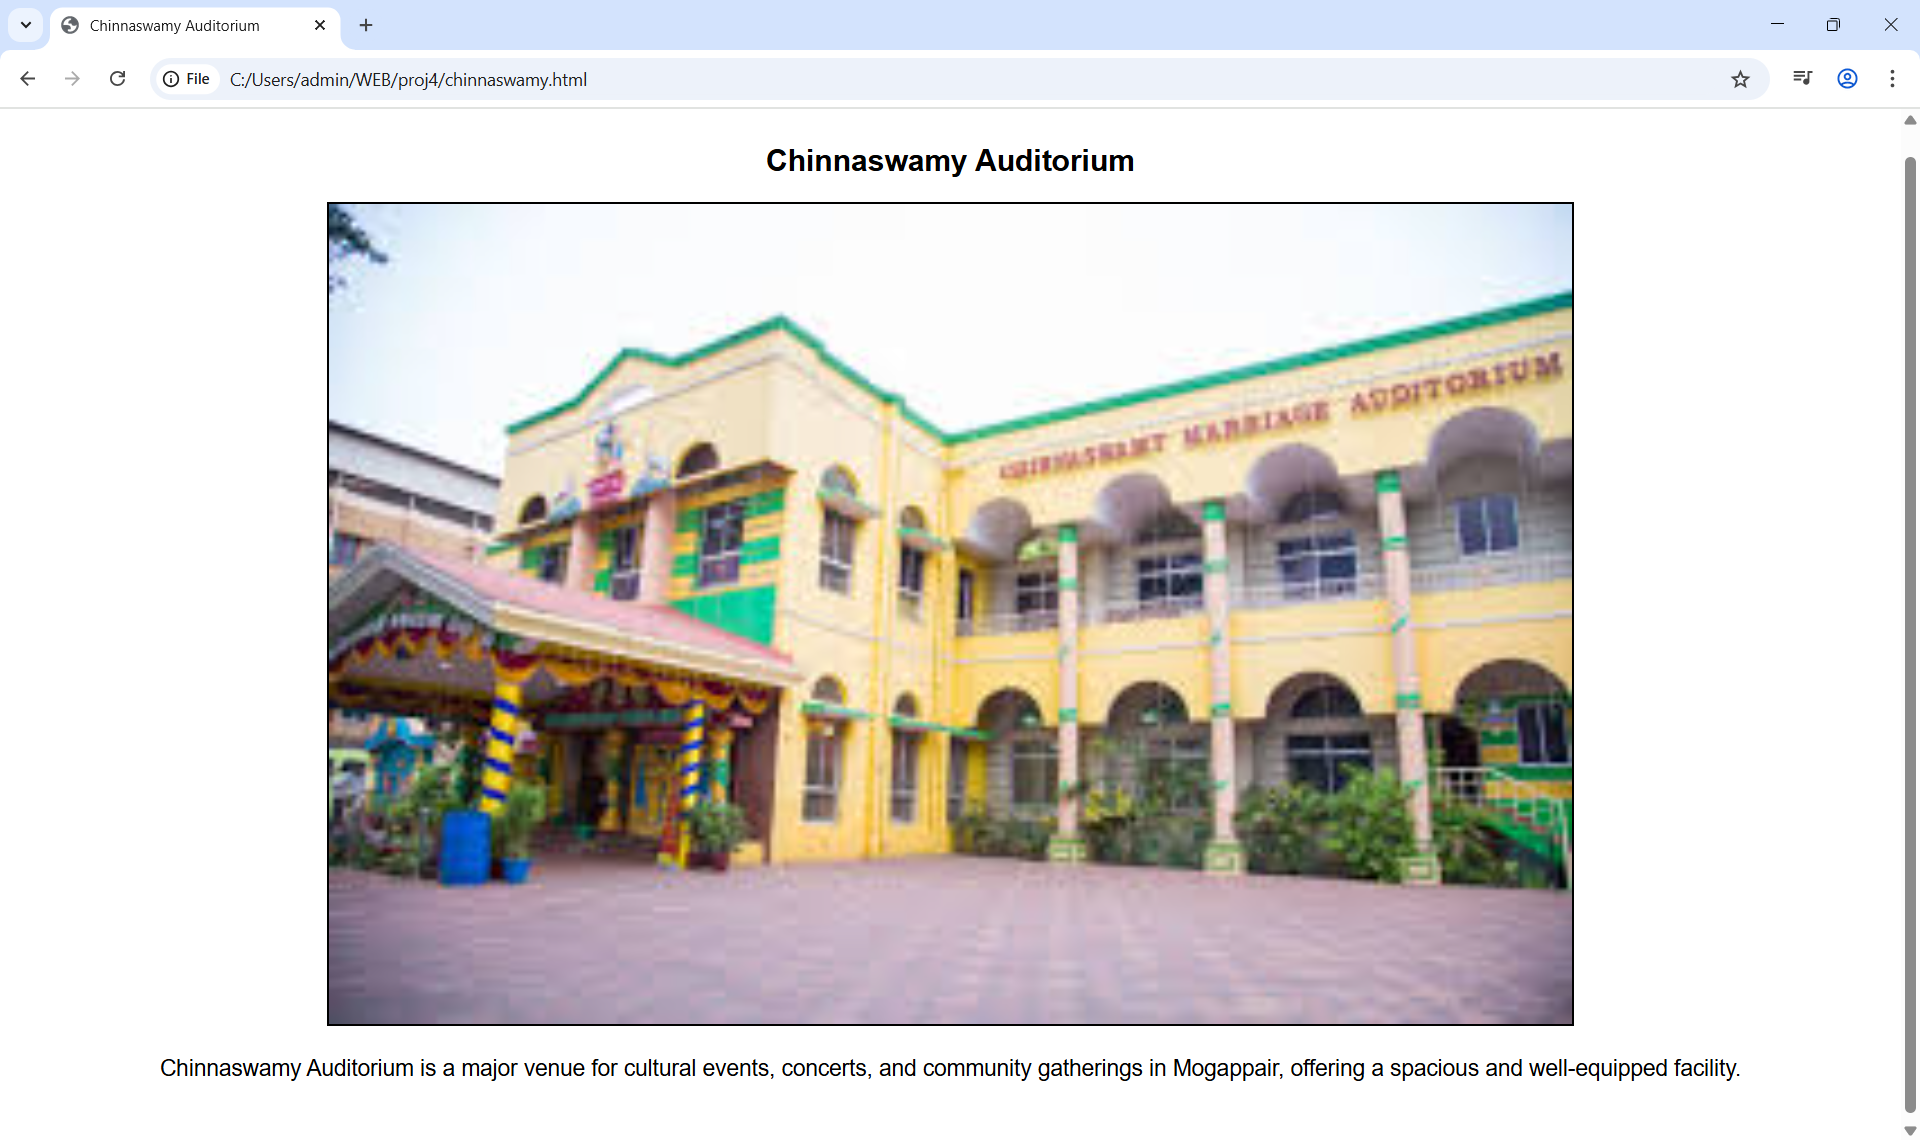 Chinnaswamy Auditorium
File C:/Users/admin/WEB/proj4/chinnaswamy.html
Chinnaswamy Auditorium
CHINNASWAMY MARRIAGE AUDITORIUM
Chinnaswamy Auditorium is a major venue for cultural events, concerts, and community gatherings in Mogappair, offering a spacious and well-equipped facility.